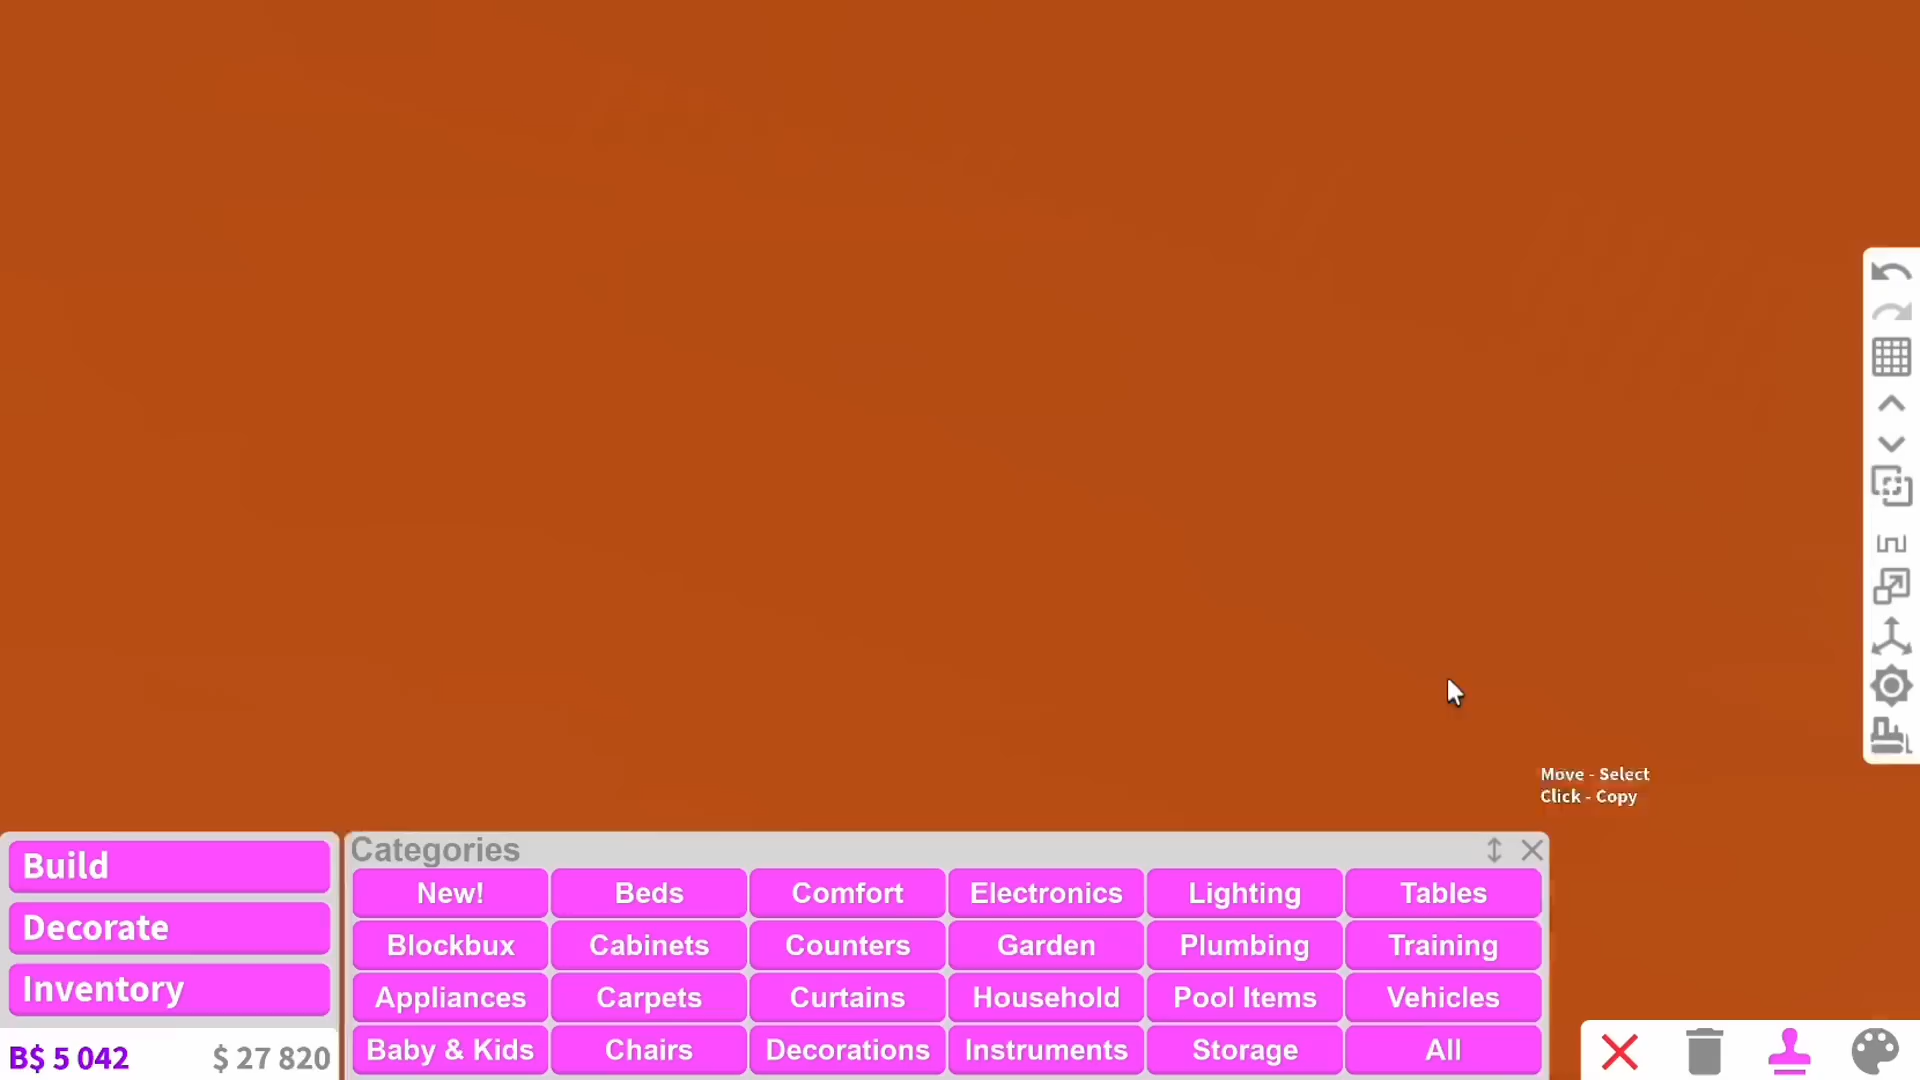 Move - Select
Click - Copy
Build
Decorate
Inventory
B$ 5 042 $ 27 820
Categories
New! Beds Comfort Electronics Lighting Tables
Blockbux Cabinets Counters Garden Plumbing Training
Appliances Carpets Curtains Household Pool Items Vehicles
Baby & Kids Chairs Decorations Instruments Storage All